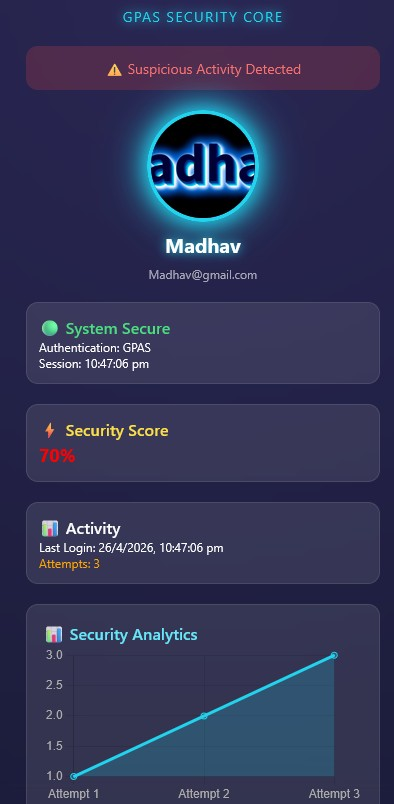 GPAS SECURITY CORE
⚠️ Suspicious Activity Detected
adha
Madhav
Madhav@gmail.com
System Secure
Authentication: GPAS
Session: 10:47:06 pm
⚡ Security Score
70%
📊 Activity
Last Login: 26/4/2026, 10:47:06 pm
Attempts: 3
📊 Security Analytics
3.0
2.5
2.0
1.5
1.0
Attempt 1 Attempt 2 Attempt 3